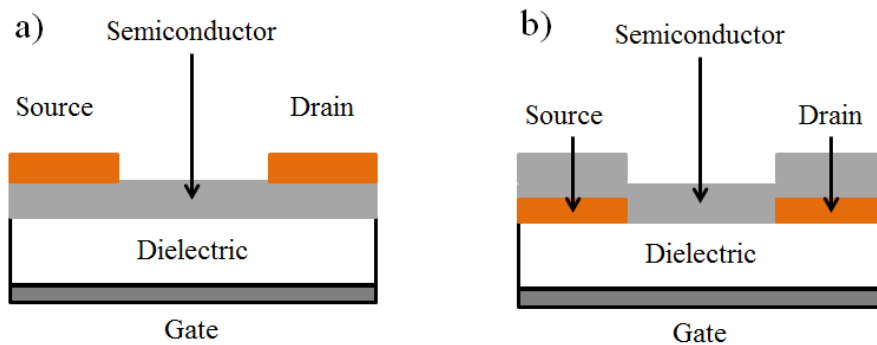 a)
Semiconductor
Source
Drain
Dielectric
Gate
b)
Semiconductor
Source
Drain
Dielectric
Gate